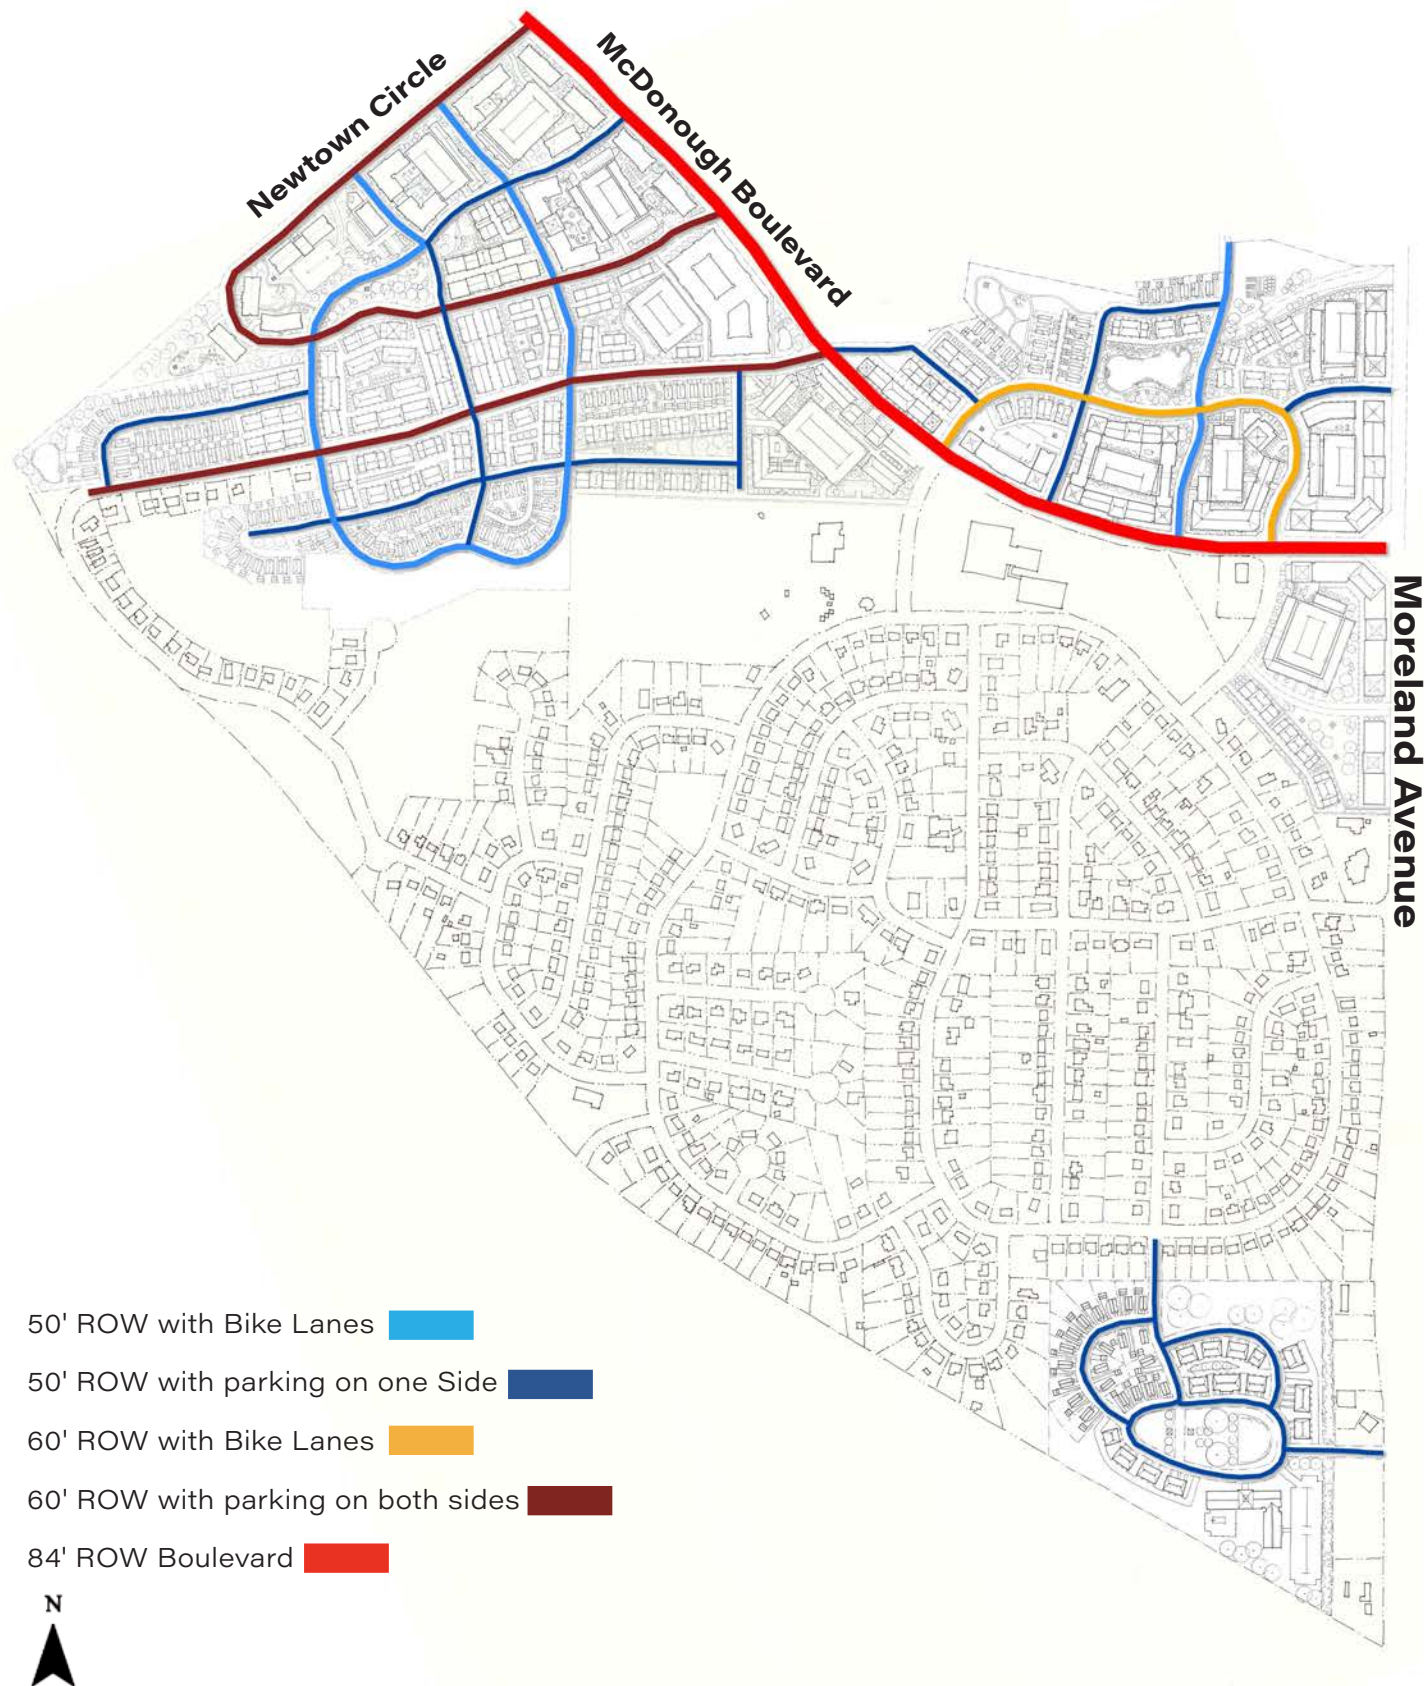 Newtown Circle
McDonough Boulevard
Moreland Avenue
50' ROW with Bike Lanes
50' ROW with parking on one Side
60' ROW with Bike Lanes
60' ROW with parking on both sides
84' ROW Boulevard
N